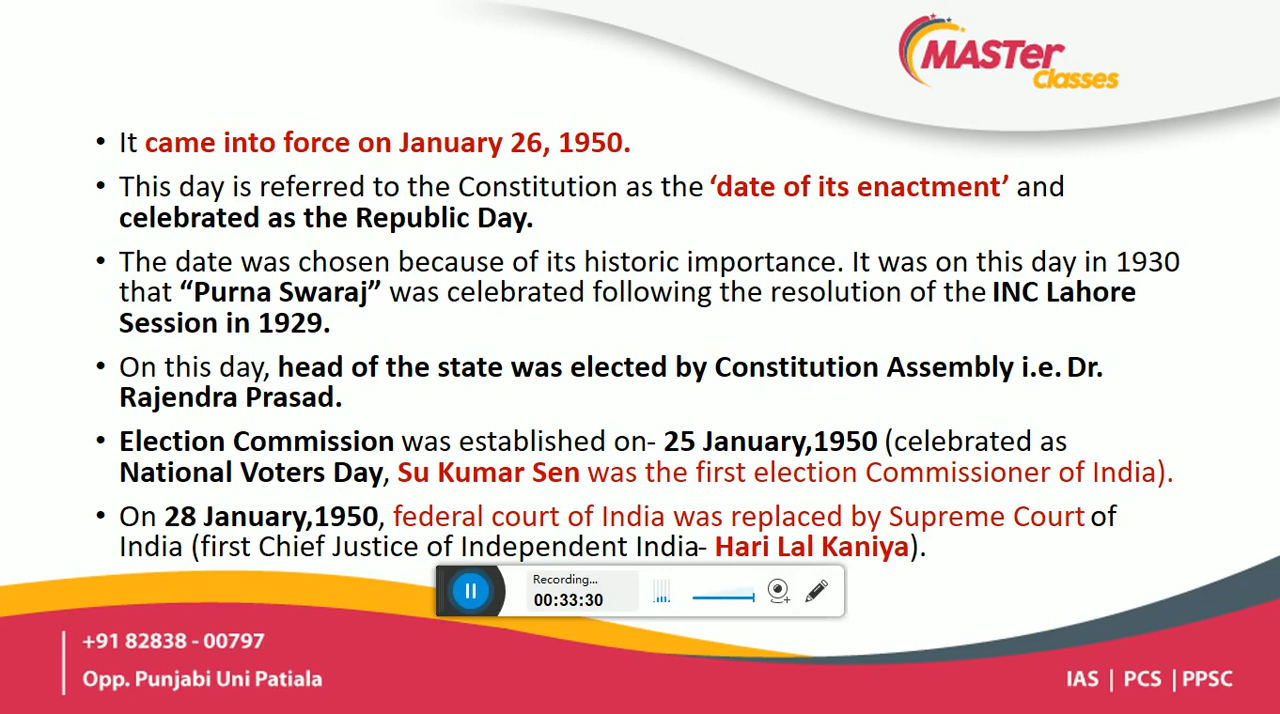 MASTer
Classes
• It came into force on January 26, 1950.
• This day is referred to the Constitution as the ‘date of its enactment’ and
celebrated as the Republic Day.
• The date was chosen because of its historic importance. It was on this day in 1930
that “Purna Swaraj” was celebrated following the resolution of the INC Lahore
Session in 1929.
• On this day, head of the state was elected by Constitution Assembly i.e. Dr.
Rajendra Prasad.
• Election Commission was established on- 25 January,1950 (celebrated as
National Voters Day, Su Kumar Sen was the first election Commissioner of India).
• On 28 January,1950, federal court of India was replaced by Supreme Court of
India (first Chief Justice of Independent India- Hari Lal Kaniya).
Recording...
00:33:30
+91 82838 - 00797
Opp. Punjabi Uni Patiala
IAS | PCS | PPSC